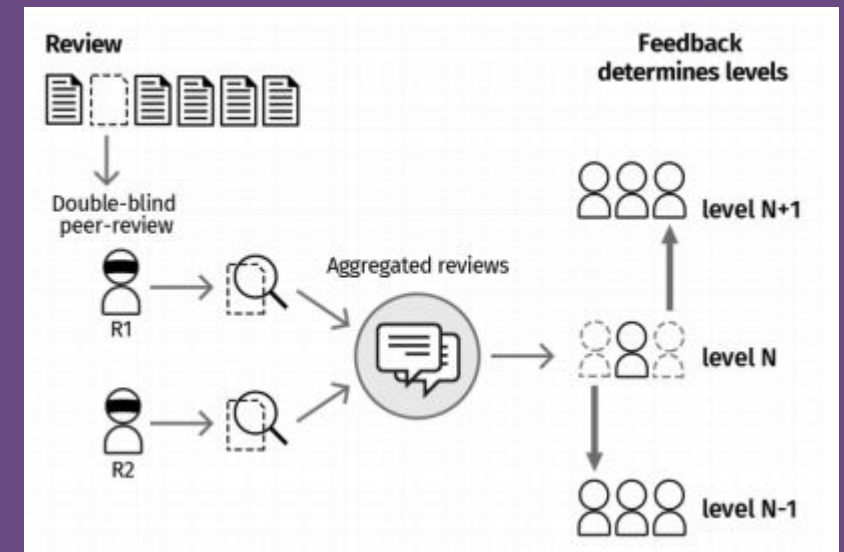 Review
Feedback
determines levels
Double-blind
peer-review
R1
R2
Aggregated reviews
level N+1
level N
level N-1